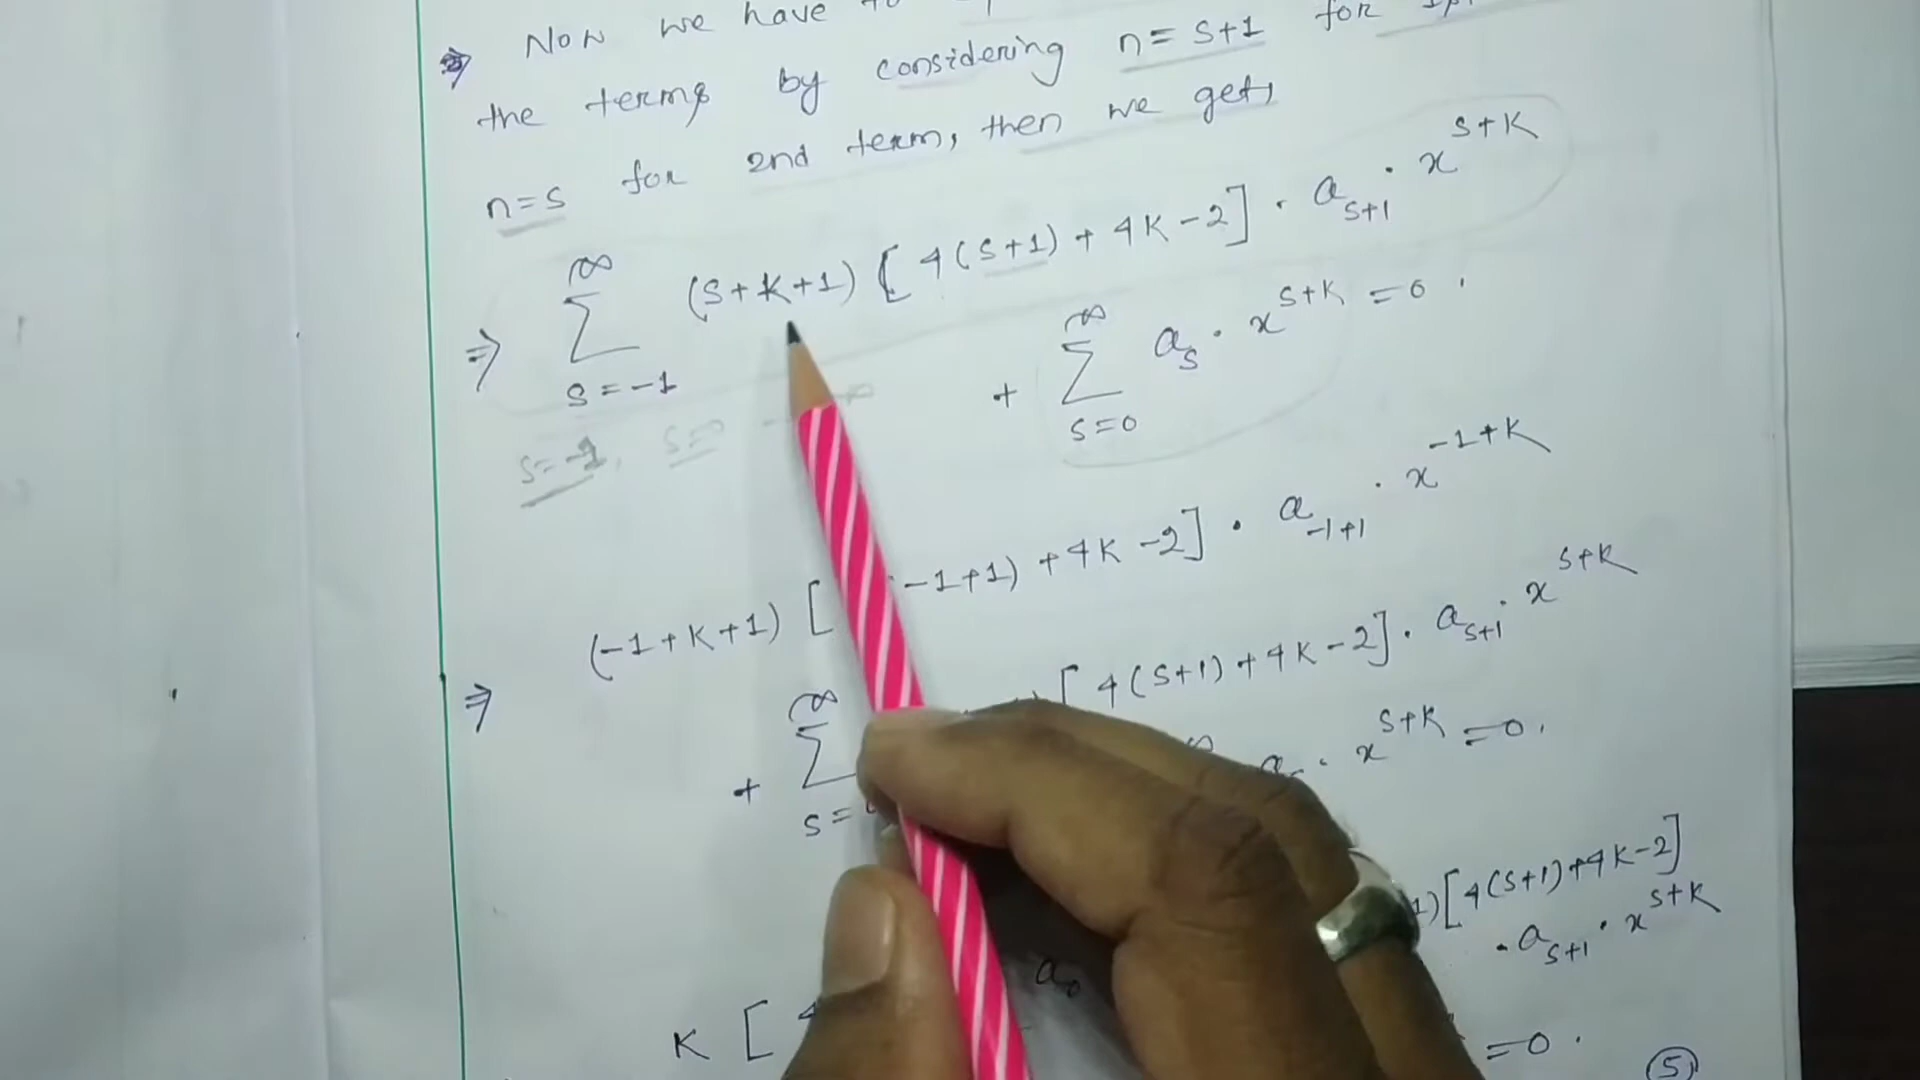 ⇒ Now we have
the terms by considering n = s+1 for
n=s for 2nd term, then we get,
⇒ ∑_{s=-1}^{∞} (s+k+1) [4(s+1) + 4k-2] · a_{s+1} · x^{s+k}
+ ∑_{s=0}^{∞} a_s · x^{s+k} = 0 .
s=-1, s=0 - ∞
⇒ (-1+k+1) [ -1+1) + 4k-2] · a_{-1+1} · x^{-1+k}
+ ∑_{s=}^{∞} [4(s+1) + 4k-2] · a_{s+1} · x^{s+k}
x^{s+k} = 0 .
1)[4(s+1)+4k-2]
· a_{s+1} · x^{s+k}
k [ 4 a_0
= 0 .
(5)